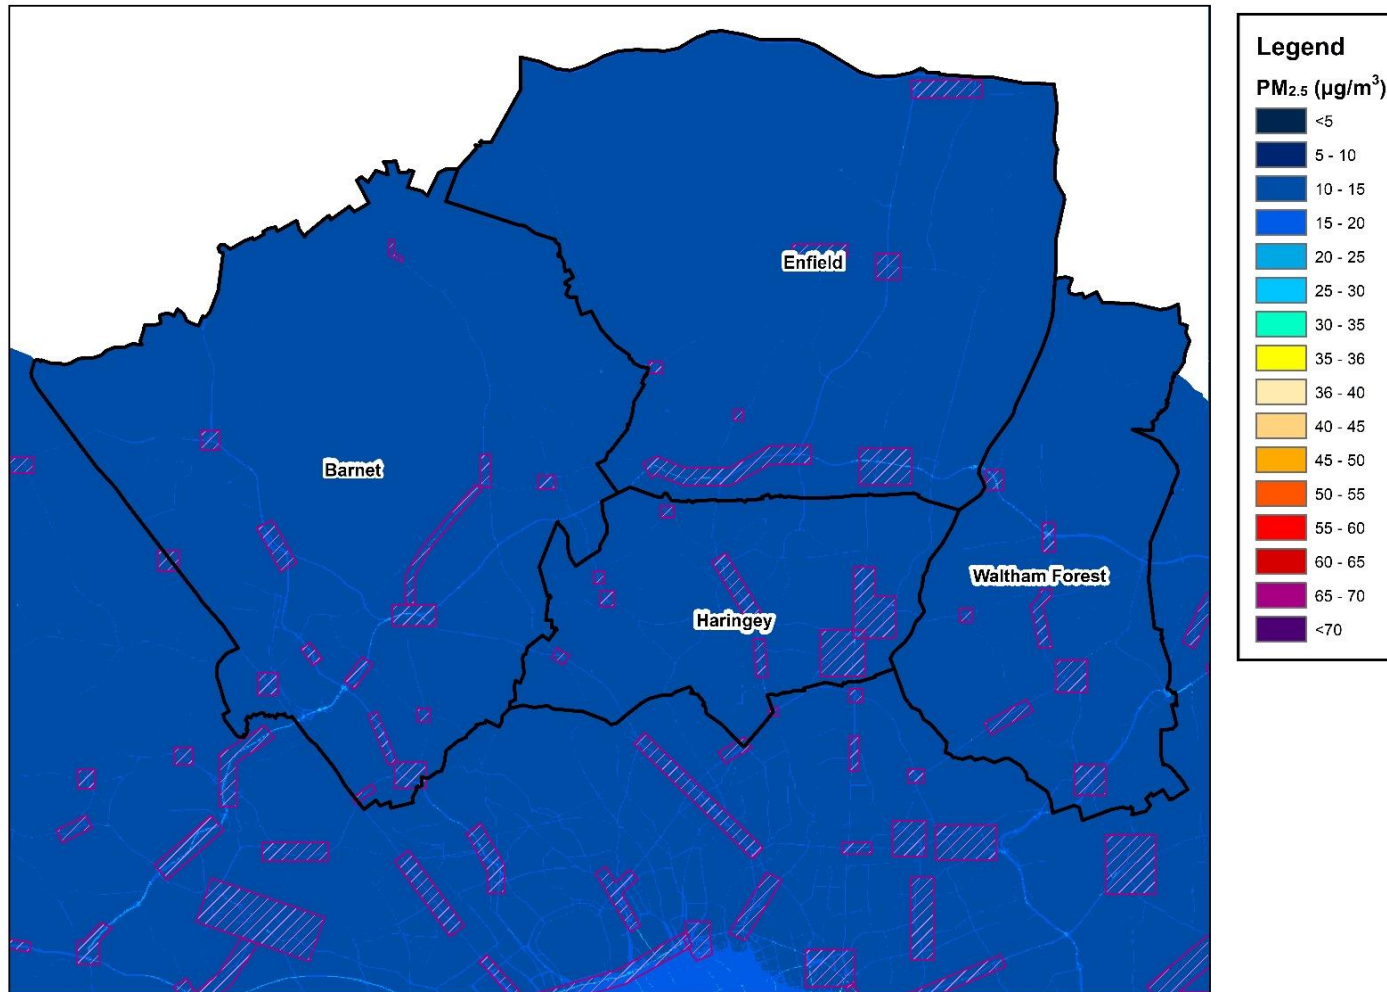 Enfield
Barnet
Waltham Forest
Haringey
Legend
PM2.5 (µg/m³)
<5
5 - 10
10 - 15
15 - 20
20 - 25
25 - 30
30 - 35
35 - 36
36 - 40
40 - 45
45 - 50
50 - 55
55 - 60
60 - 65
65 - 70
<70